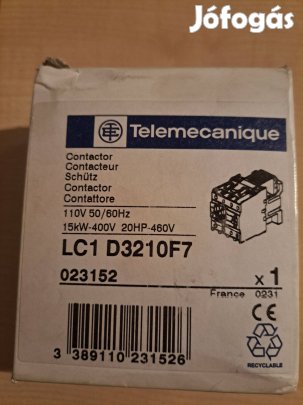 Jófogás
Telemecanique
Contactor
Contacteur
Schütz
Contactor
Contattore
110V 50/60Hz
15kW-400V 20HP-460V
LC1 D3210F7
023152
x 1
France 0231
CE
3 389110 231526
RECYCLABLE